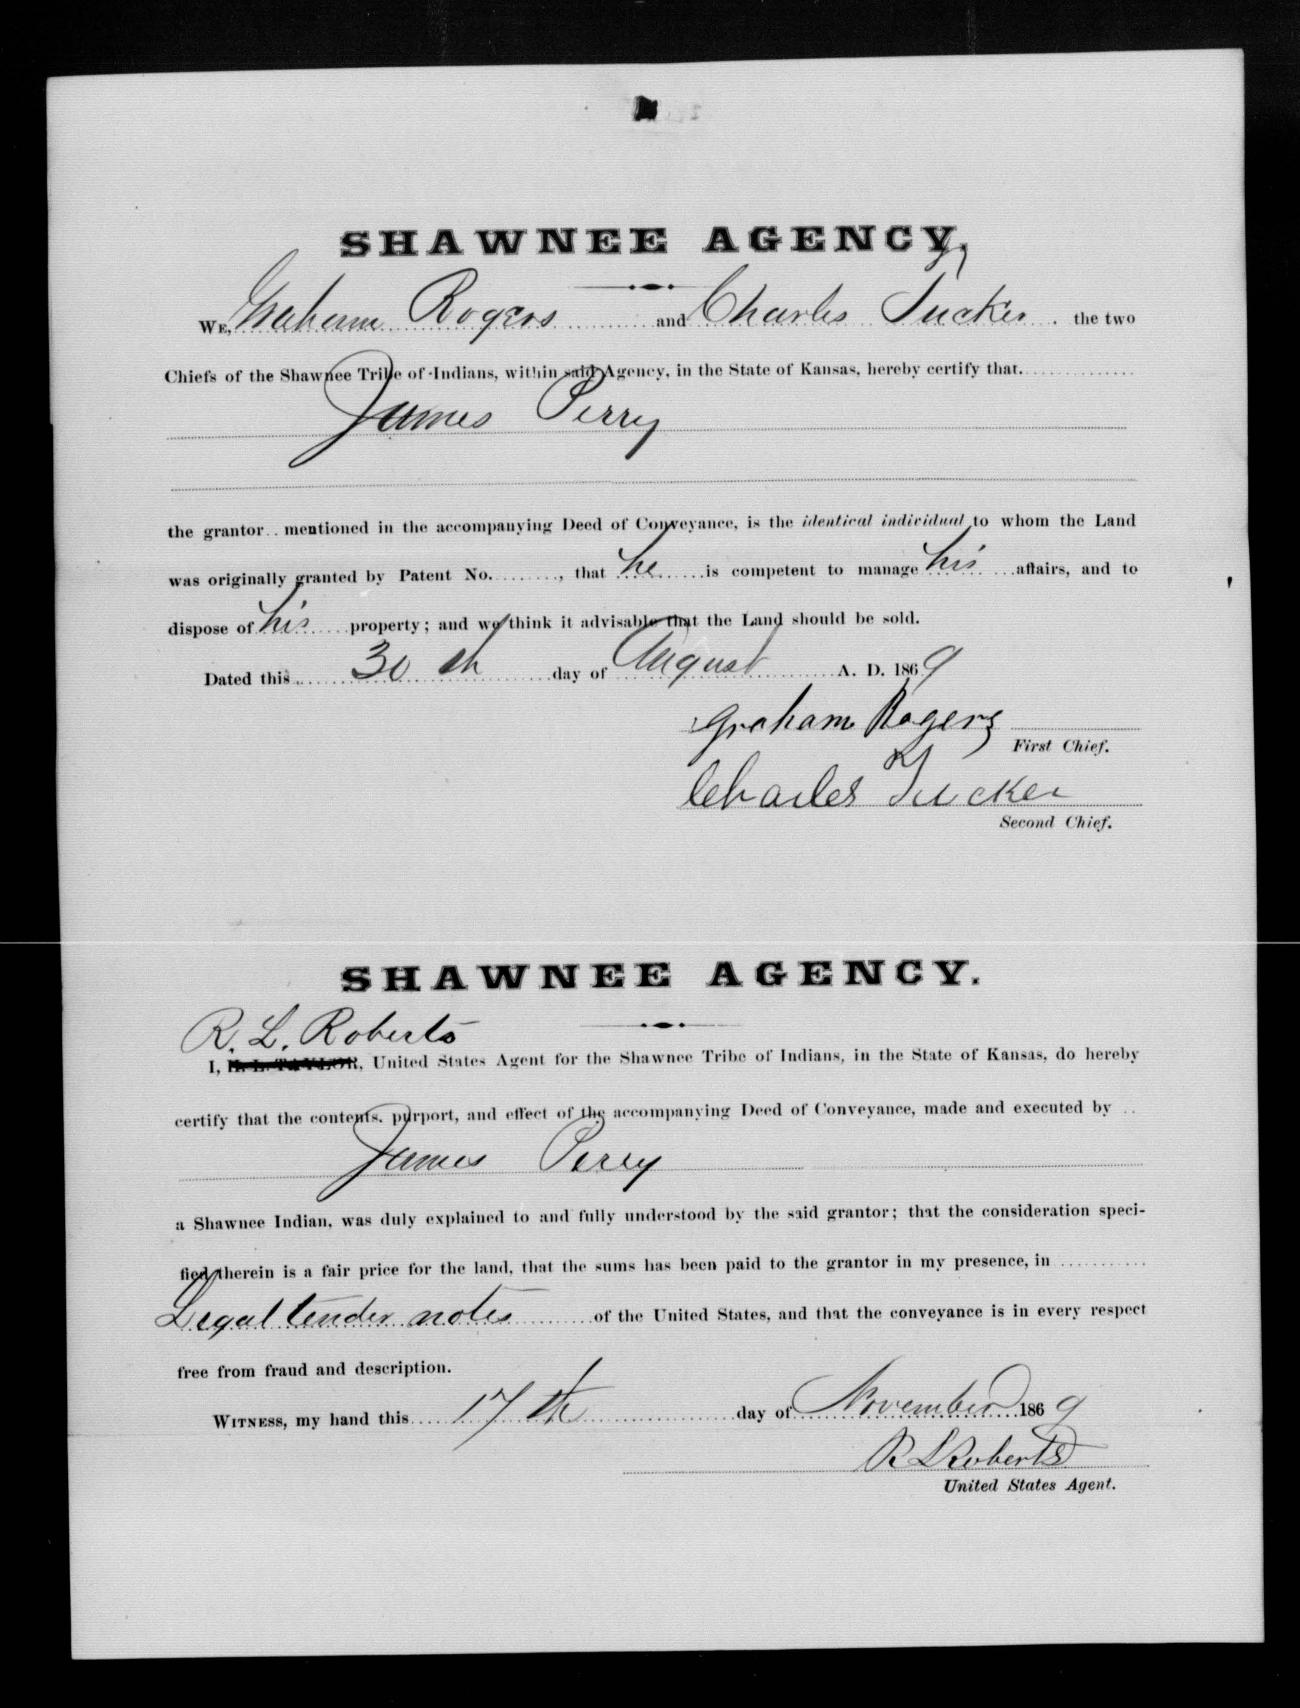 SHAWNEE AGENCY,
WE, Graham Rogers and Charles Tucker the two
Chiefs of the Shawnee Tribe of Indians, within said Agency, in the State of Kansas, hereby certify that
James Perry
the grantor mentioned in the accompanying Deed of Conveyance, is the identical individual to whom the Land
was originally granted by Patent No. ........, that he is competent to manage his affairs, and to
dispose of his property; and we think it advisable that the Land should be sold.
Dated this 30th day of August A. D. 1869
Graham Rogers
First Chief.
Charles Tucker
Second Chief.
SHAWNEE AGENCY.
R. L. Roberts
I, H. L. TAYLOR, United States Agent for the Shawnee Tribe of Indians, in the State of Kansas, do hereby
certify that the contents, purport, and effect of the accompanying Deed of Conveyance, made and executed by
James Perry
a Shawnee Indian, was duly explained to and fully understood by the said grantor; that the consideration speci-
fied therein is a fair price for the land, that the sums has been paid to the grantor in my presence, in
Legal tender notes of the United States, and that the conveyance is in every respect
free from fraud and description.
WITNESS, my hand this 17th day of November 1869
R L Roberts
United States Agent.